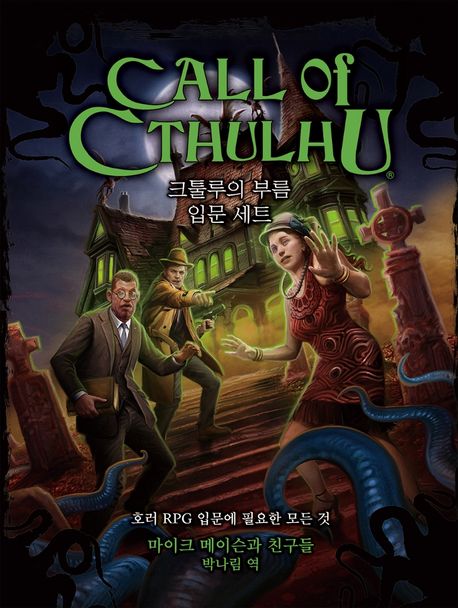 CALL of
CTHULHU®
크툴루의 부름
입문 세트
호러 RPG 입문에 필요한 모든 것
마이크 메이슨과 친구들
박나림 역